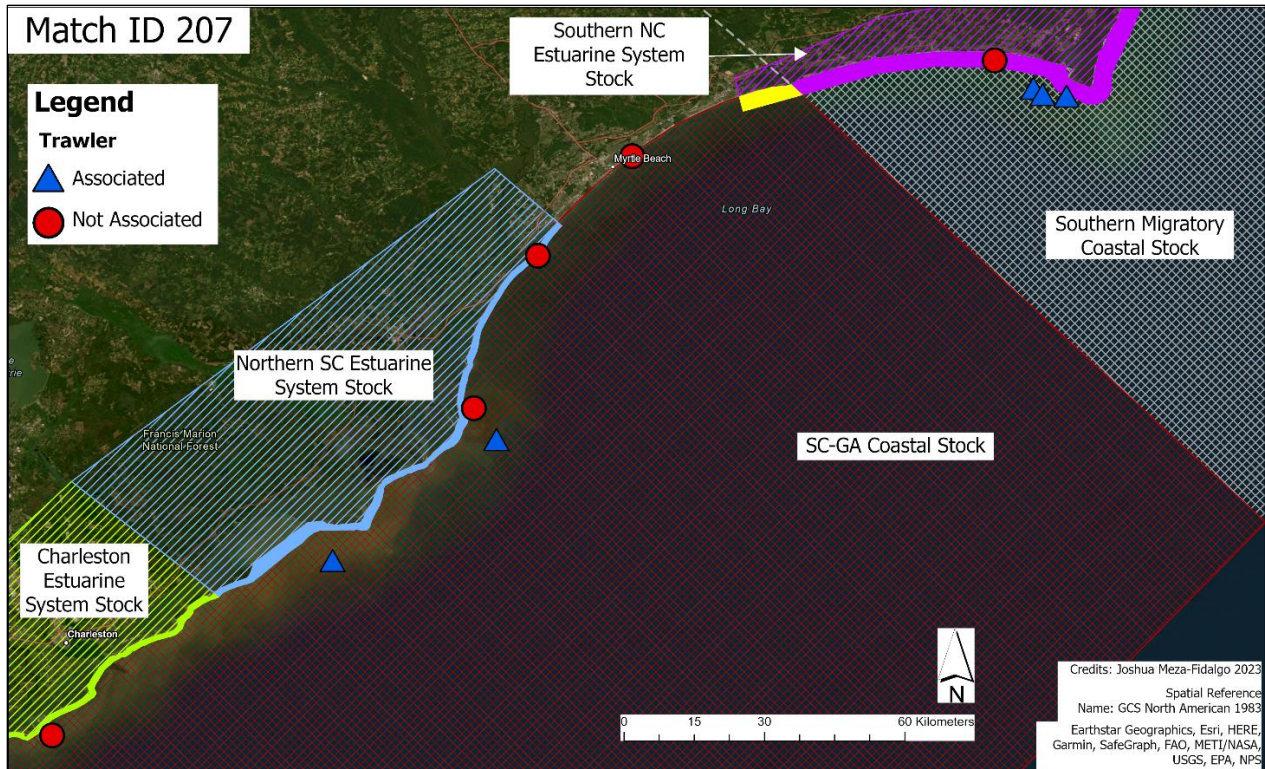 Match ID 207
Legend
Trawler
Associated
Not Associated
Southern NC
Estuarine System
Stock
Myrtle Beach
Long Bay
Southern Migratory
Coastal Stock
Northern SC Estuarine
System Stock
e
rrie
Francis Marion
National Forest
SC-GA Coastal Stock
Charleston
Estuarine
System Stock
Charleston
N
0 15 30 60 Kilometers
Credits: Joshua Meza-Fidalgo 2023
Spatial Reference
Name: GCS North American 1983
Earthstar Geographics, Esri, HERE,
Garmin, SafeGraph, FAO, METI/NASA,
USGS, EPA, NPS